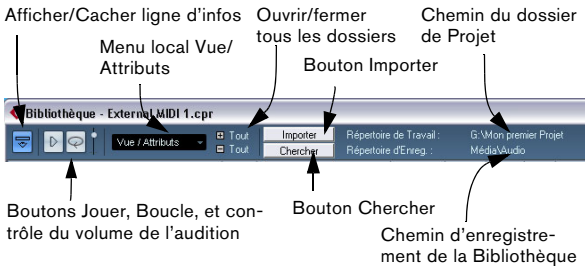 Afficher/Cacher ligne d'infos
Ouvrir/fermer
tous les dossiers
Chemin du dossier
de Projet
Menu local Vue/
Attributs
Bouton Importer
Bibliothèque - External MIDI 1.cpr
Vue / Attributs
Tout
Tout
Importer
Chercher
Répertoire de Travail :
G:\Mon premier Projet
Répertoire d'Enreg. :
Média\Audio
Boutons Jouer, Boucle, et con-
trôle du volume de l'audition
Bouton Chercher
Chemin d'enregistre-
ment de la Bibliothèque